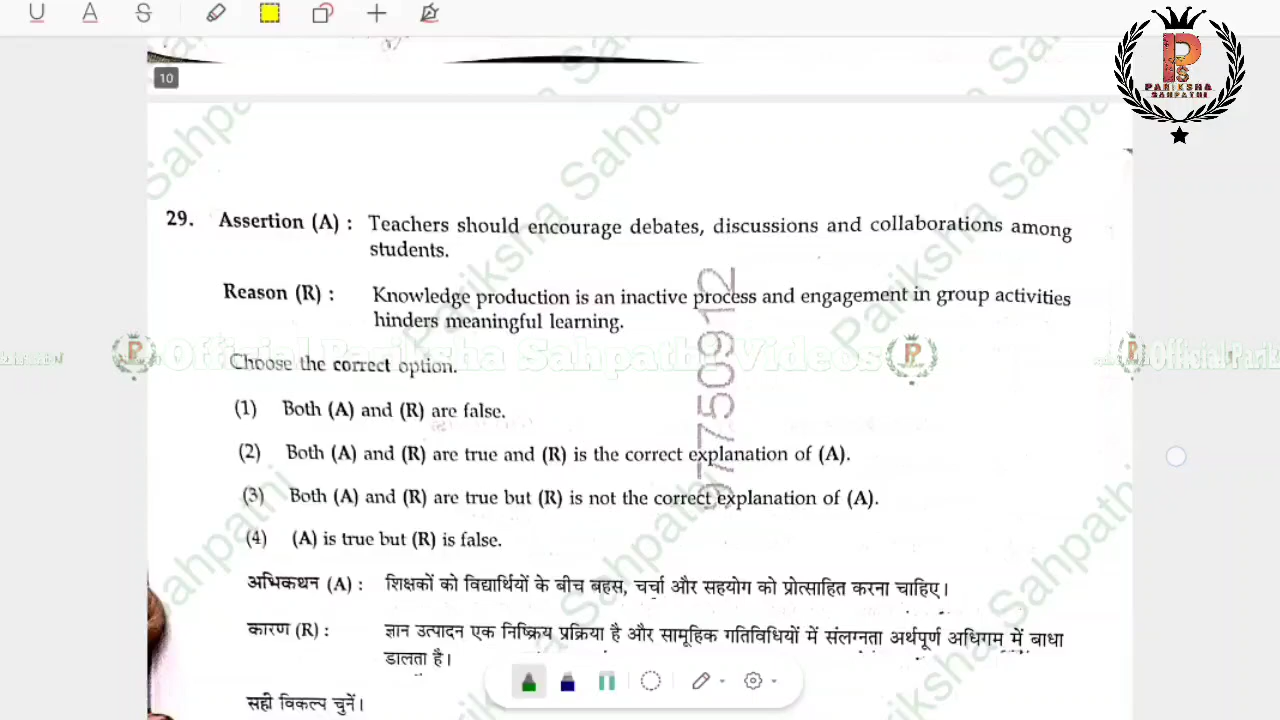 U A S
PARIKSHA
SAHPATHI
10
29. Assertion (A) : Teachers should encourage debates, discussions and collaborations among
students.
Reason (R) : Knowledge production is an inactive process and engagement in group activities
hinders meaningful learning.
Official Pariksha Sahpathi Videos
Choose the correct option.
(1) Both (A) and (R) are false.
(2) Both (A) and (R) are true and (R) is the correct explanation of (A).
(3) Both (A) and (R) are true but (R) is not the correct explanation of (A).
(4) (A) is true but (R) is false.
अभिकथन (A) : शिक्षकों को विद्यार्थियों के बीच बहस, चर्चा और सहयोग को प्रोत्साहित करना चाहिए।
कारण (R) : ज्ञान उत्पादन एक निष्क्रिय प्रक्रिया है और सामूहिक गतिविधियों में संलग्नता अर्थपूर्ण अधिगम में बाधा
डालता है।
सही विकल्प चुनें।
977550912
Pariksha Sahpathi